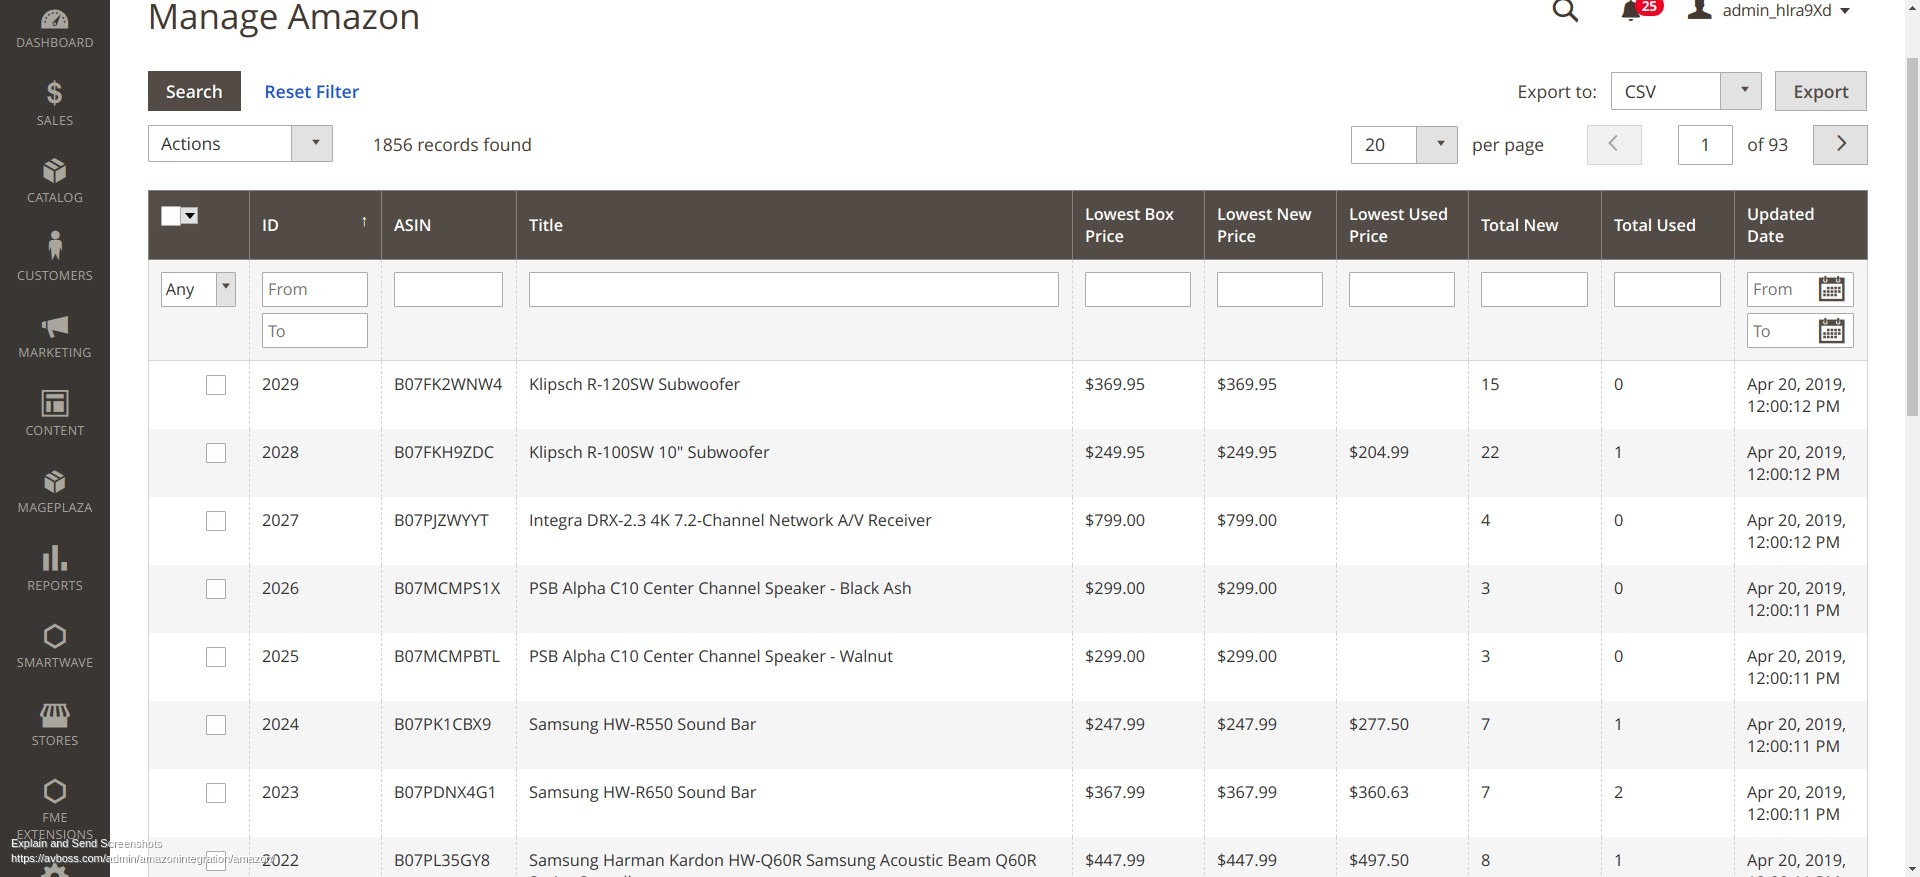 Manage Amazon
25
admin_hlra9Xd
DASHBOARD
SALES
CATALOG
CUSTOMERS
MARKETING
CONTENT
MAGEPLAZA
REPORTS
SMARTWAVE
STORES
FME
EXTENSIONS
Search Reset Filter Export to: CSV Export
Actions 1856 records found 20 per page 1 of 93
ID ↑ ASIN Title Lowest Box Price Lowest New Price Lowest Used Price Total New Total Used Updated Date
Any From From
To To
2029 B07FK2WNW4 Klipsch R-120SW Subwoofer $369.95 $369.95 15 0 Apr 20, 2019,
12:00:12 PM
2028 B07FKH9ZDC Klipsch R-100SW 10" Subwoofer $249.95 $249.95 $204.99 22 1 Apr 20, 2019,
12:00:12 PM
2027 B07PJZWYYT Integra DRX-2.3 4K 7.2-Channel Network A/V Receiver $799.00 $799.00 4 0 Apr 20, 2019,
12:00:12 PM
2026 B07MCMPS1X PSB Alpha C10 Center Channel Speaker - Black Ash $299.00 $299.00 3 0 Apr 20, 2019,
12:00:11 PM
2025 B07MCMPBTL PSB Alpha C10 Center Channel Speaker - Walnut $299.00 $299.00 3 0 Apr 20, 2019,
12:00:11 PM
2024 B07PK1CBX9 Samsung HW-R550 Sound Bar $247.99 $247.99 $277.50 7 1 Apr 20, 2019,
12:00:11 PM
2023 B07PDNX4G1 Samsung HW-R650 Sound Bar $367.99 $367.99 $360.63 7 2 Apr 20, 2019,
12:00:11 PM
2022 B07PL35GY8 Samsung Harman Kardon HW-Q60R Samsung Acoustic Beam Q60R $447.99 $447.99 $497.50 8 1 Apr 20, 2019,
Explain and Send Screenshots
https://avboss.com/admin/amazonintegration/amazon/